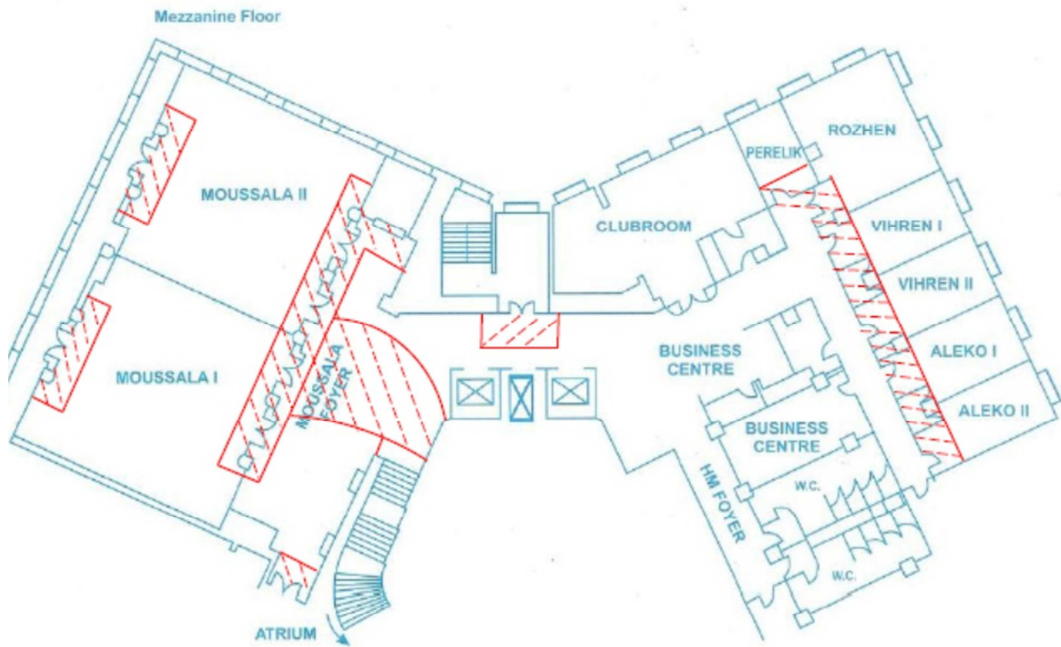 Mezzanine Floor
ROZHEN
PERELIK
MOUSSALA II
CLUBROOM
VIHREN I
VIHREN II
MOUSSALA I
MOUSSALA
FOYER
BUSINESS
CENTRE
ALEKO I
ALEKO II
BUSINESS
CENTRE
HM FOYER
W.C.
W.C.
ATRIUM